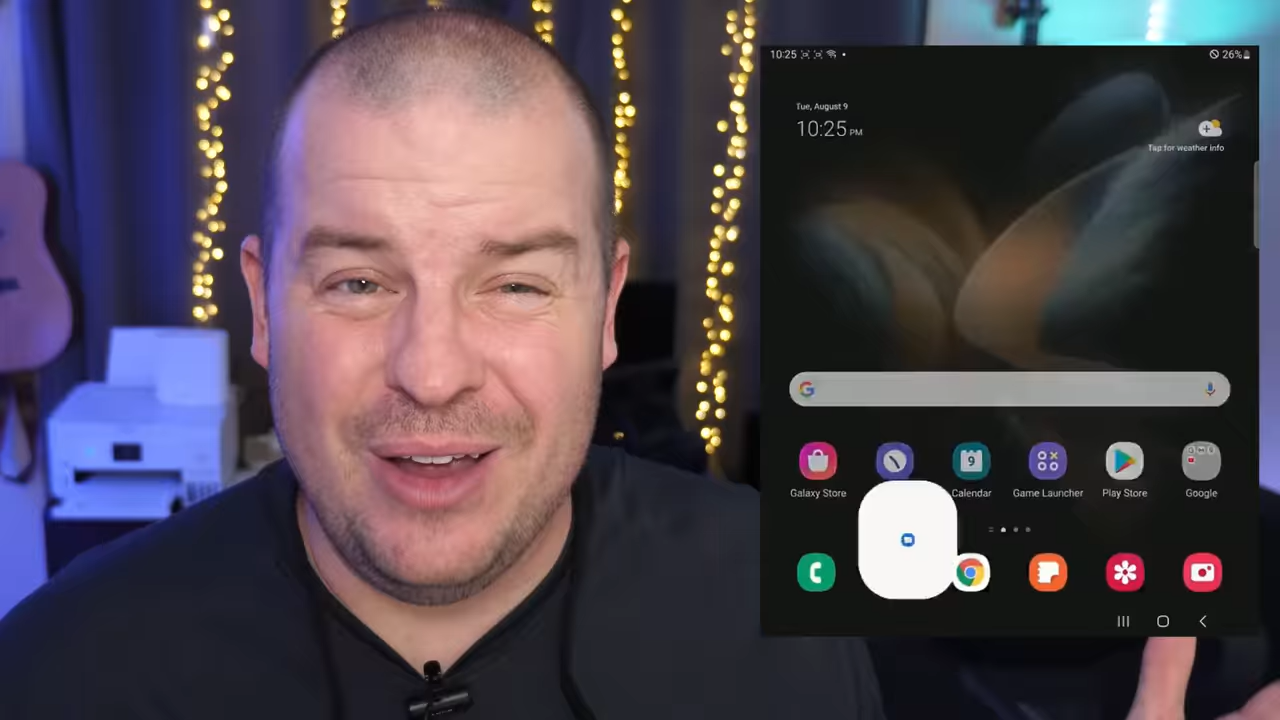 10:25
26%
Tue, August 9
10:25 PM
Tap for weather info
Galaxy Store
Calendar
Game Launcher
Play Store
Google
9